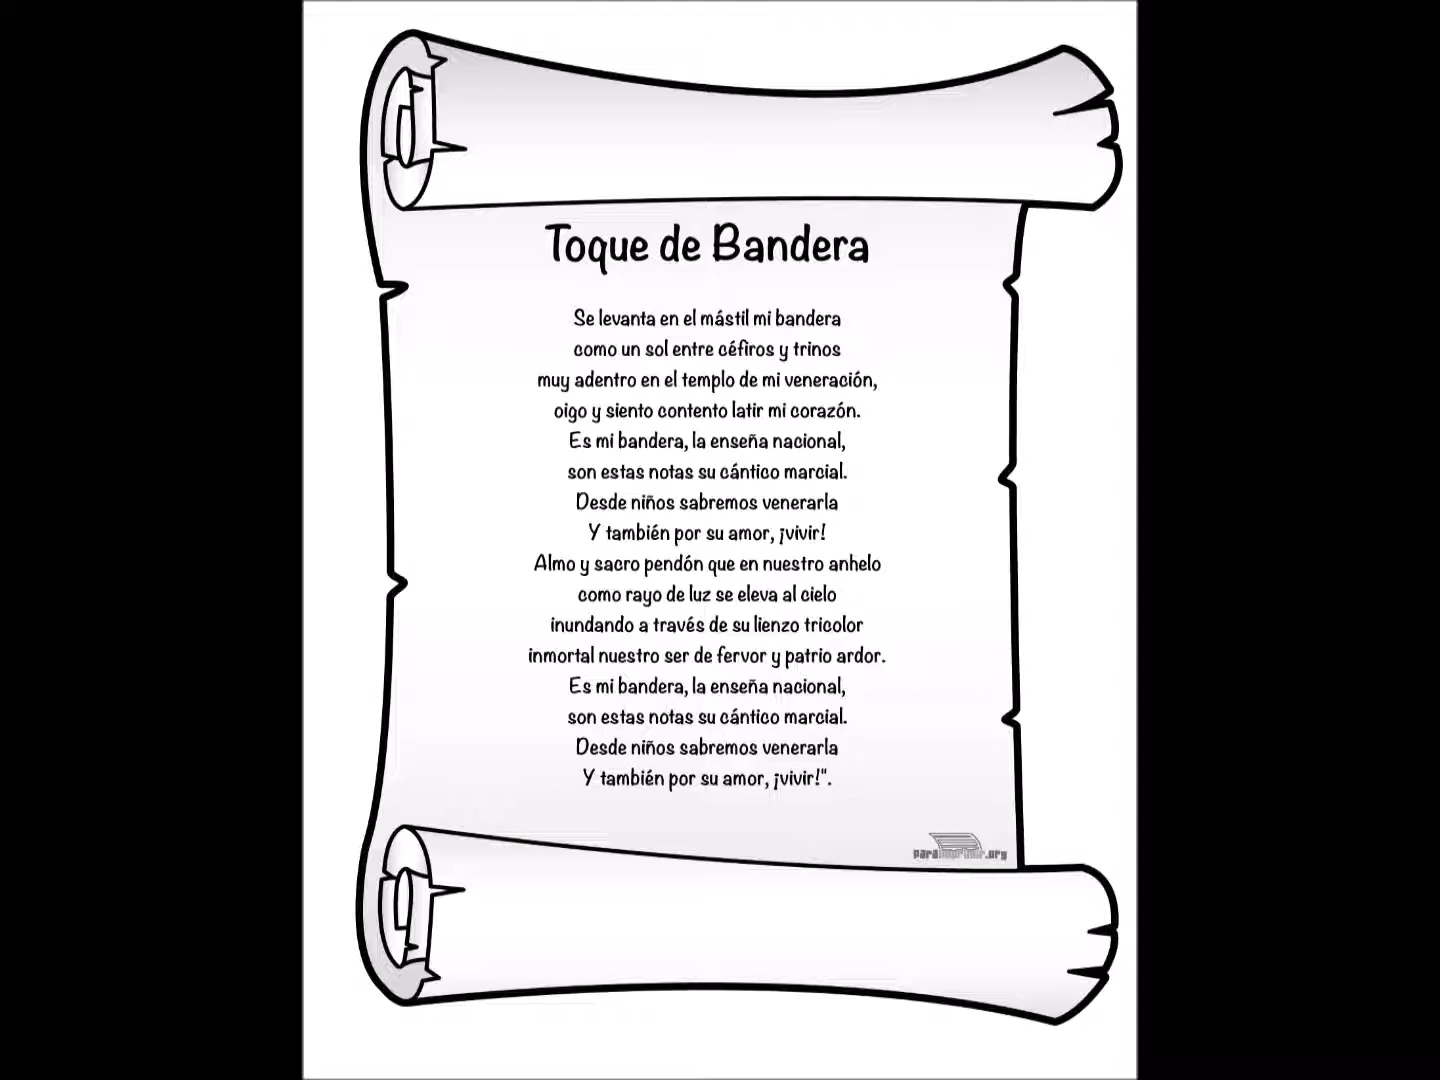 Toque de Bandera
Se levanta en el mástil mi bandera
como un sol entre céfiros y trinos
muy adentro en el templo de mi veneración,
oigo y siento contento latir mi corazón.
Es mi bandera, la enseña nacional,
son estas notas su cántico marcial.
Desde niños sabremos venerarla
Y también por su amor, ¡vivir!
Almo y sacro pendón que en nuestro anhelo
como rayo de luz se eleva al cielo
inundando a través de su lienzo tricolor
inmortal nuestro ser de fervor y patrio ardor.
Es mi bandera, la enseña nacional,
son estas notas su cántico marcial.
Desde niños sabremos venerarla
Y también por su amor, ¡vivir!".
paraimprimir.org